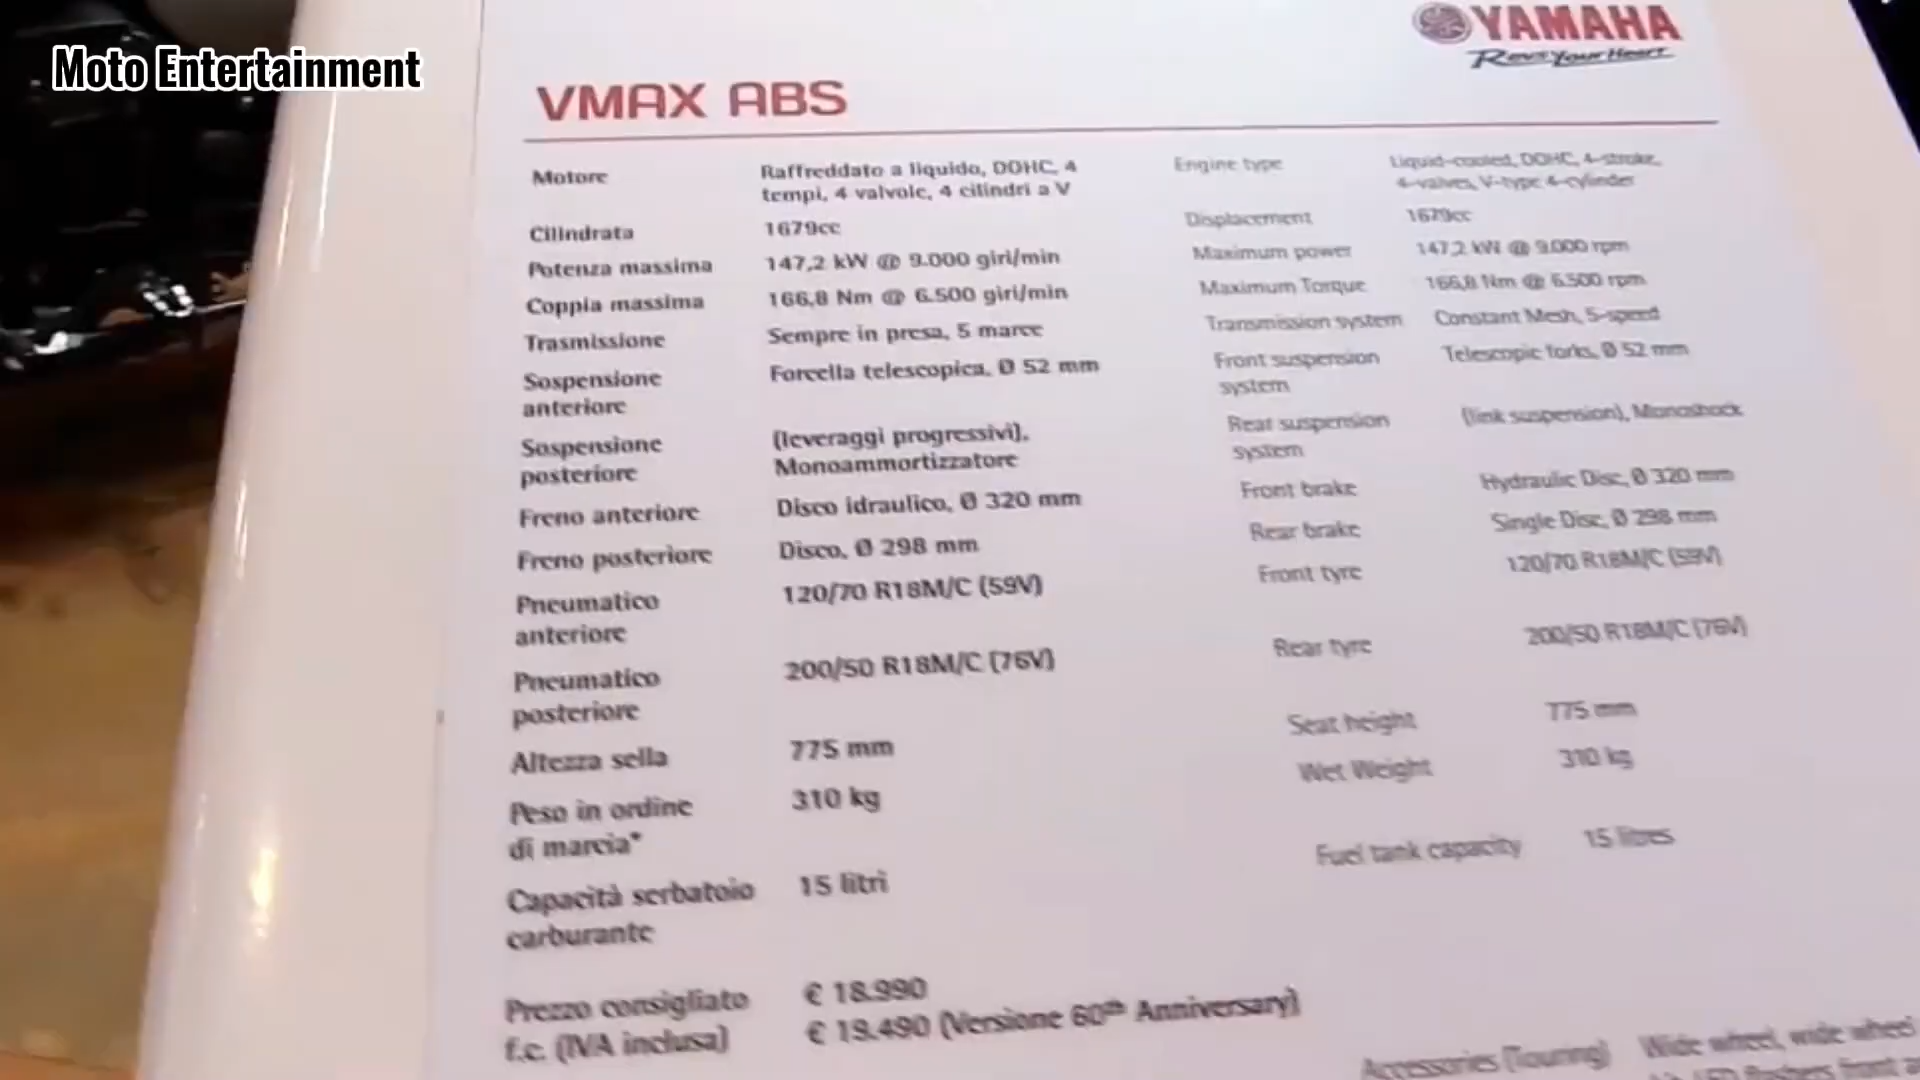 Moto Entertainment
YAMAHA
Revs Your Heart
VMAX ABS
Motore
Raffreddato a liquido, DOHC, 4
tempi, 4 valvole, 4 cilindri a V
Cilindrata
1679cc
Potenza massima
147,2 kW @ 9.000 giri/min
Coppia massima
166,8 Nm @ 6.500 giri/min
Trasmissione
Sempre in presa, 5 marce
Sospensione
anteriore
Forcella telescopica, Ø 52 mm
Sospensione
posteriore
(leveraggi progressivi),
Monoammortizzatore
Freno anteriore
Disco idraulico, Ø 320 mm
Freno posteriore
Disco, Ø 298 mm
Pneumatico
anteriore
120/70 R18M/C (59V)
Pneumatico
posteriore
200/50 R18M/C (76V)
Altezza sella
775 mm
Peso in ordine
di marcia*
310 kg
Capacità serbatoio
carburante
15 litri
Prezzo consigliato
f.c. (IVA inclusa)
€ 18.990
€ 19.490 (Versione 60th Anniversary)
Engine type
Liquid-cooled, DOHC, 4-stroke,
4-valves, V-type 4-cylinder
Displacement
1679cc
Maximum power
147,2 kW @ 9.000 rpm
Maximum Torque
166,8 Nm @ 6.500 rpm
Transmission system
Constant Mesh, 5-speed
Front suspension
system
Telescopic forks, Ø 52 mm
Rear suspension
system
(link suspension), Monoshock
Front brake
Hydraulic Disc, Ø 320 mm
Rear brake
Single Disc, Ø 298 mm
Front tyre
120/70 R18M/C (59V)
Rear tyre
200/50 R18M/C (76V)
Seat height
775 mm
Wet Weight
310 kg
Fuel tank capacity
15 litres
Accessories (Touring)
Wide wheel, wide wheel
LED flashers front